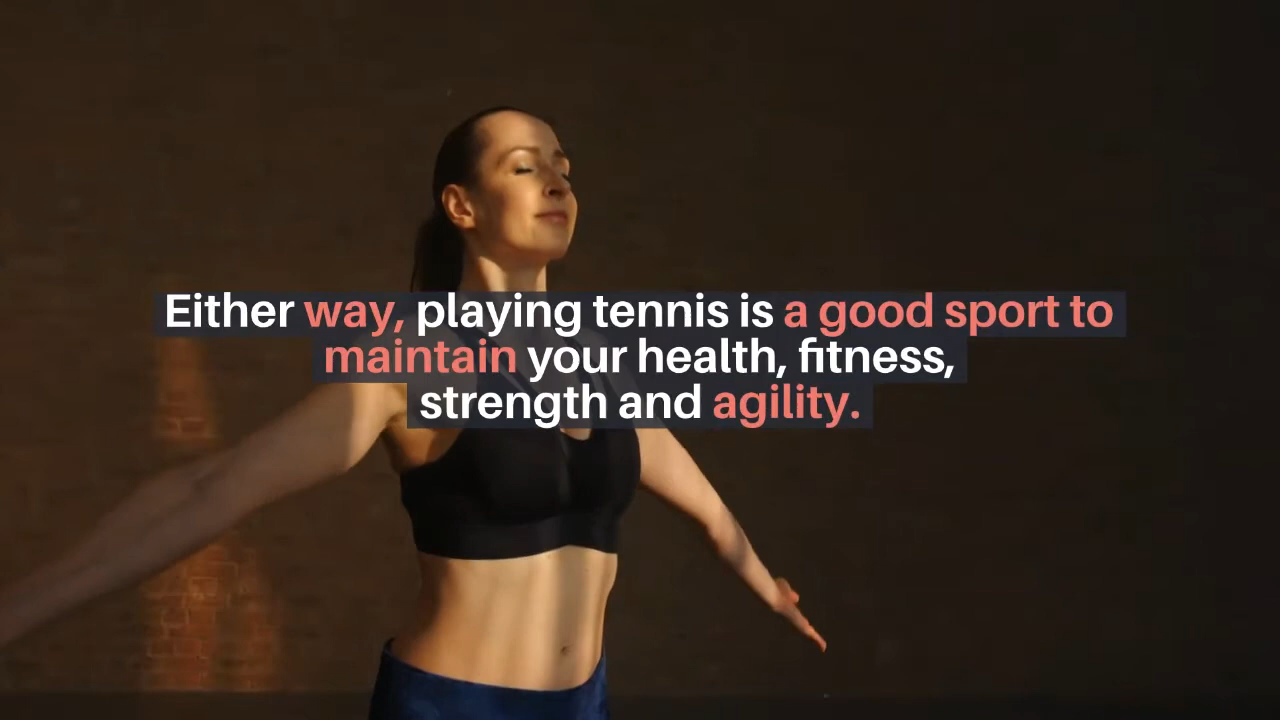 Either way, playing tennis is a good sport to
maintain your health, fitness,
strength and agility.